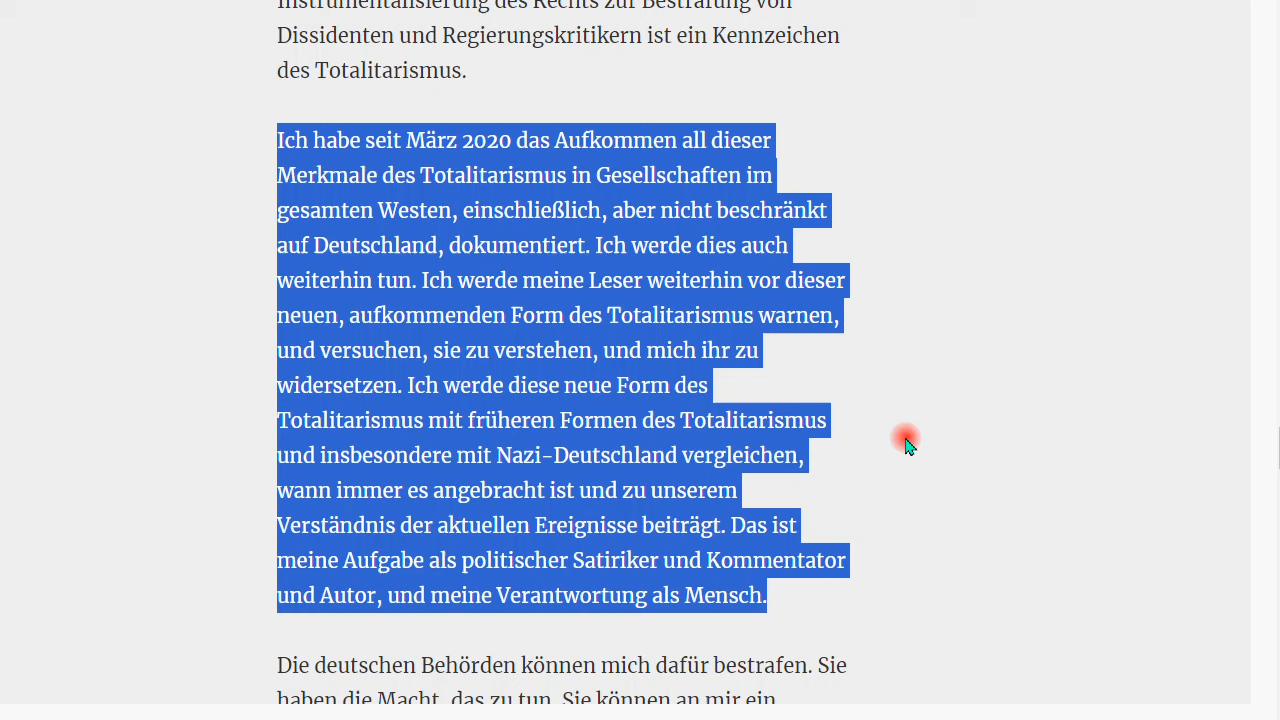 Instrumentalisierung des Rechts zur Bestrafung von
Dissidenten und Regierungskritikern ist ein Kennzeichen
des Totalitarismus.
Ich habe seit März 2020 das Aufkommen all dieser
Merkmale des Totalitarismus in Gesellschaften im
gesamten Westen, einschließlich, aber nicht beschränkt
auf Deutschland, dokumentiert. Ich werde dies auch
weiterhin tun. Ich werde meine Leser weiterhin vor dieser
neuen, aufkommenden Form des Totalitarismus warnen,
und versuchen, sie zu verstehen, und mich ihr zu
widersetzen. Ich werde diese neue Form des
Totalitarismus mit früheren Formen des Totalitarismus
und insbesondere mit Nazi-Deutschland vergleichen,
wann immer es angebracht ist und zu unserem
Verständnis der aktuellen Ereignisse beiträgt. Das ist
meine Aufgabe als politischer Satiriker und Kommentator
und Autor, und meine Verantwortung als Mensch.
Die deutschen Behörden können mich dafür bestrafen. Sie
haben die Macht, das zu tun. Sie können an mir ein